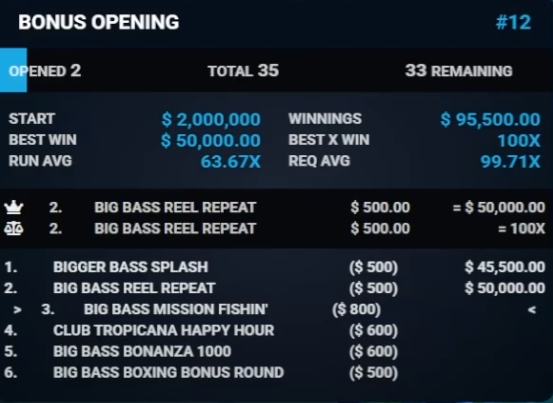 BONUS OPENING #12
OPENED 2 TOTAL 35 33 REMAINING
START $ 2,000,000 WINNINGS $ 95,500.00
BEST WIN $ 50,000.00 BEST X WIN 100X
RUN AVG 63.67X REQ AVG 99.71X
2. BIG BASS REEL REPEAT $ 500.00 = $ 50,000.00
2. BIG BASS REEL REPEAT $ 500.00 = 100X
1. BIGGER BASS SPLASH ($ 500) $ 45,500.00
2. BIG BASS REEL REPEAT ($ 500) $ 50,000.00
> 3. BIG BASS MISSION FISHIN' ($ 800) <
4. CLUB TROPICANA HAPPY HOUR ($ 600)
5. BIG BASS BONANZA 1000 ($ 600)
6. BIG BASS BOXING BONUS ROUND ($ 500)